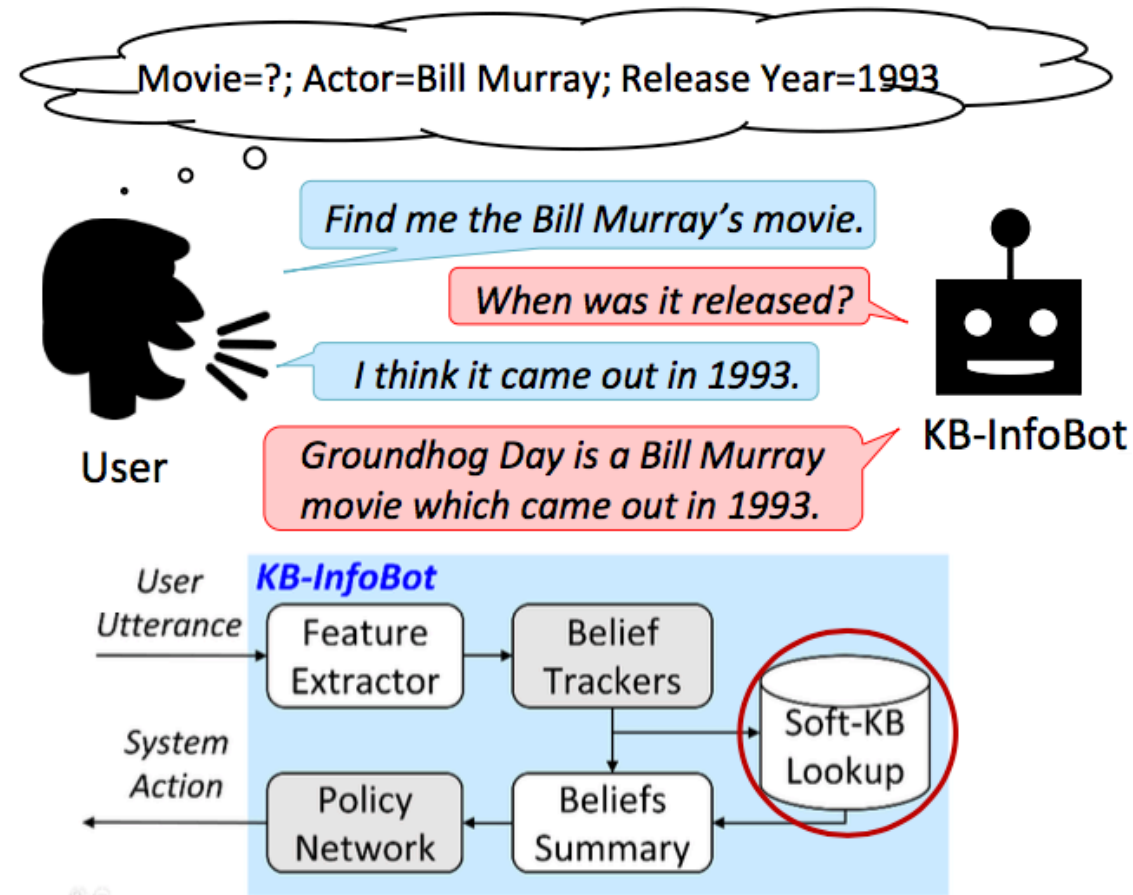 Movie=?; Actor=Bill Murray; Release Year=1993
Find me the Bill Murray's movie.
When was it released?
I think it came out in 1993.
User
KB-InfoBot
Groundhog Day is a Bill Murray
movie which came out in 1993.
KB-InfoBot
User
Utterance
Feature
Extractor
Belief
Trackers
Soft-KB
Lookup
System
Action
Policy
Network
Beliefs
Summary